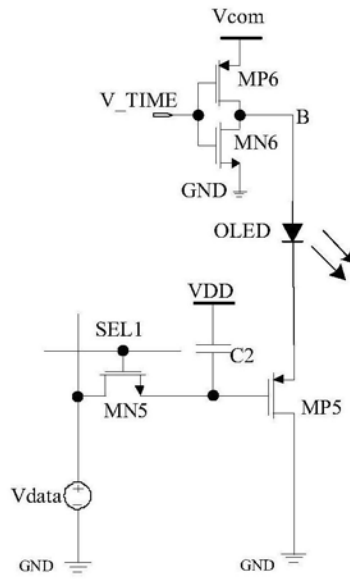 Vcom
MP6
V_TIME
B
MN6
GND
OLED
VDD
SEL1
C2
MN5
MP5
Vdata
+
-
GND
GND